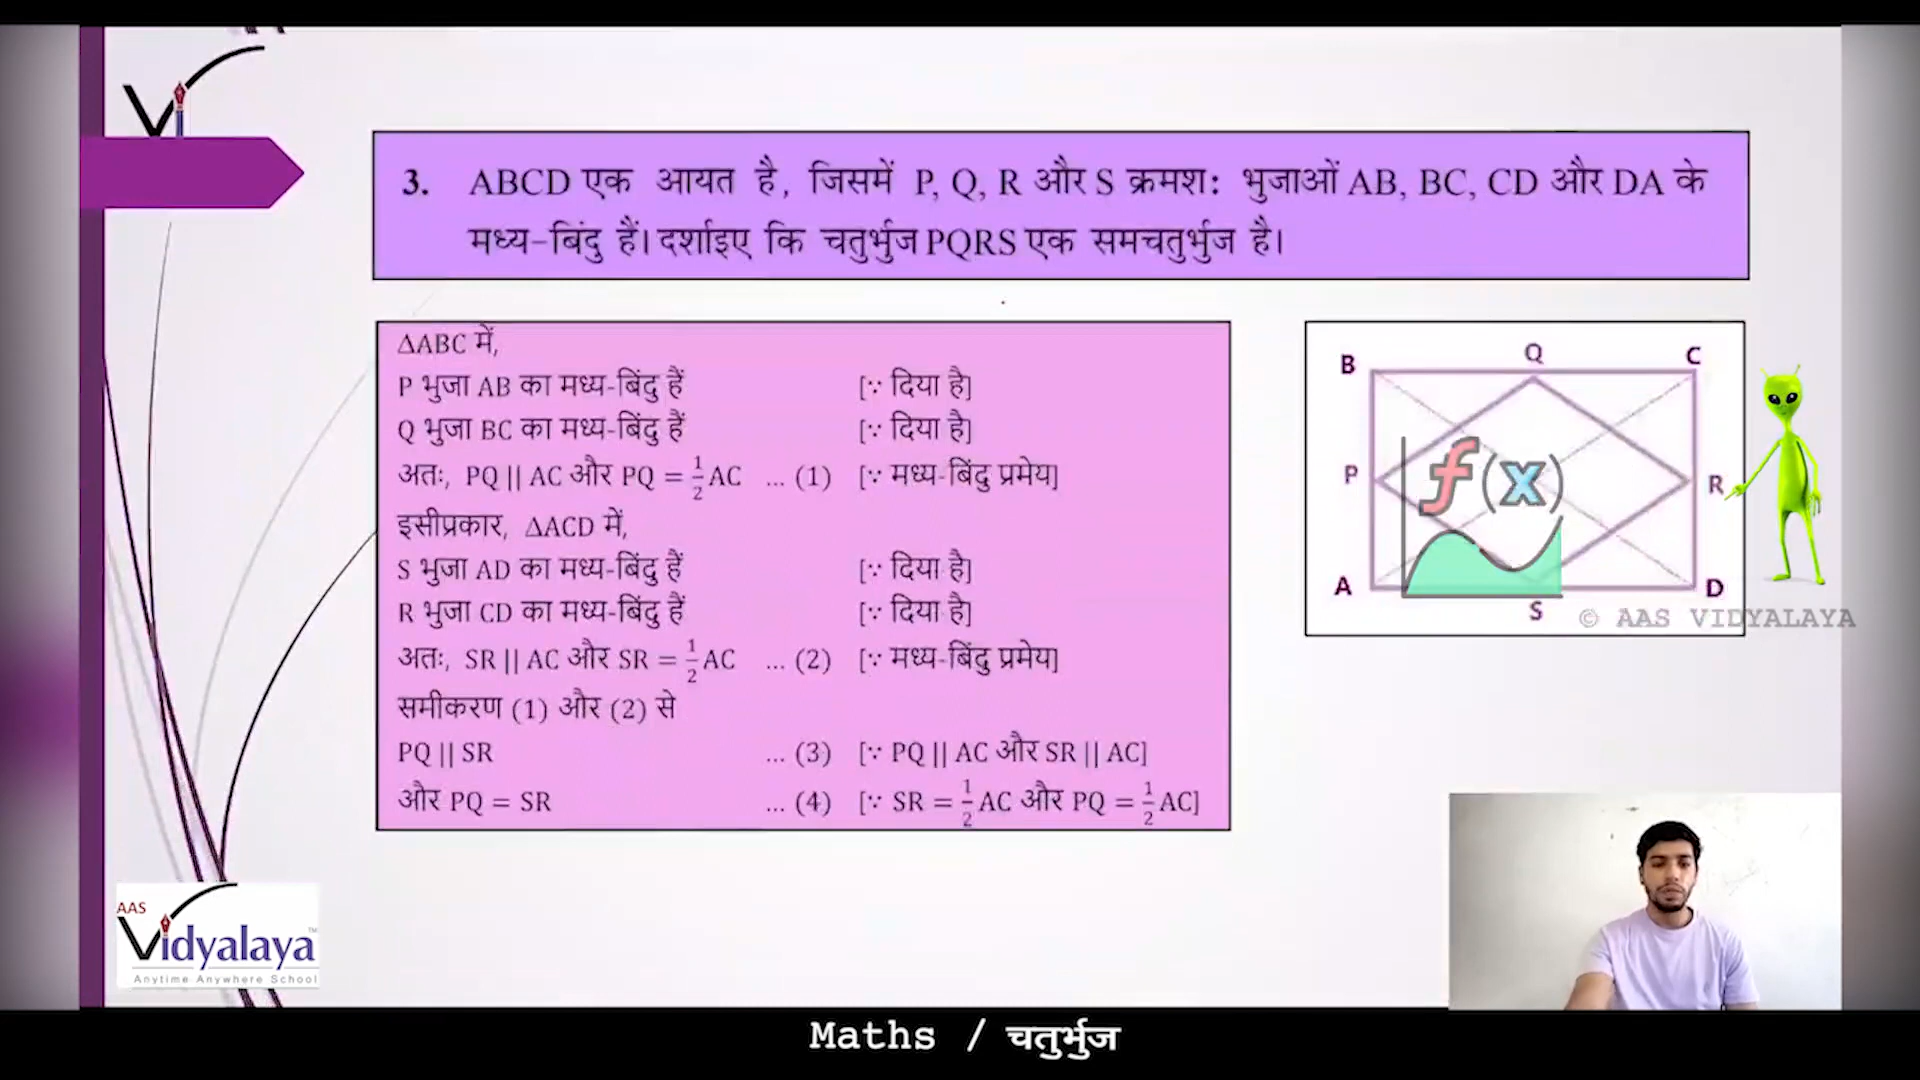 3. ABCD एक आयत है, जिसमें P, Q, R और S क्रमश: भुजाओं AB, BC, CD और DA के
मध्य-बिंदु हैं। दर्शाइए कि चतुर्भुज PQRS एक समचतुर्भुज है।
ΔABC में,
P भुजा AB का मध्य-बिंदु हैं [∵ दिया है]
Q भुजा BC का मध्य-बिंदु हैं [∵ दिया है]
अतः, PQ || AC और PQ = 1/2 AC ... (1) [∵ मध्य-बिंदु प्रमेय]
इसीप्रकार, ΔACD में,
S भुजा AD का मध्य-बिंदु हैं [∵ दिया है]
R भुजा CD का मध्य-बिंदु हैं [∵ दिया है]
अतः, SR || AC और SR = 1/2 AC ... (2) [∵ मध्य-बिंदु प्रमेय]
समीकरण (1) और (2) से
PQ || SR ... (3) [∵ PQ || AC और SR || AC]
और PQ = SR ... (4) [∵ SR = 1/2 AC और PQ = 1/2 AC]
B Q C
f(x)
P R
A S D
© AAS VIDYALAYA
AAS
Vidyalaya™
Anytime Anywhere School
Maths / चतुर्भुज